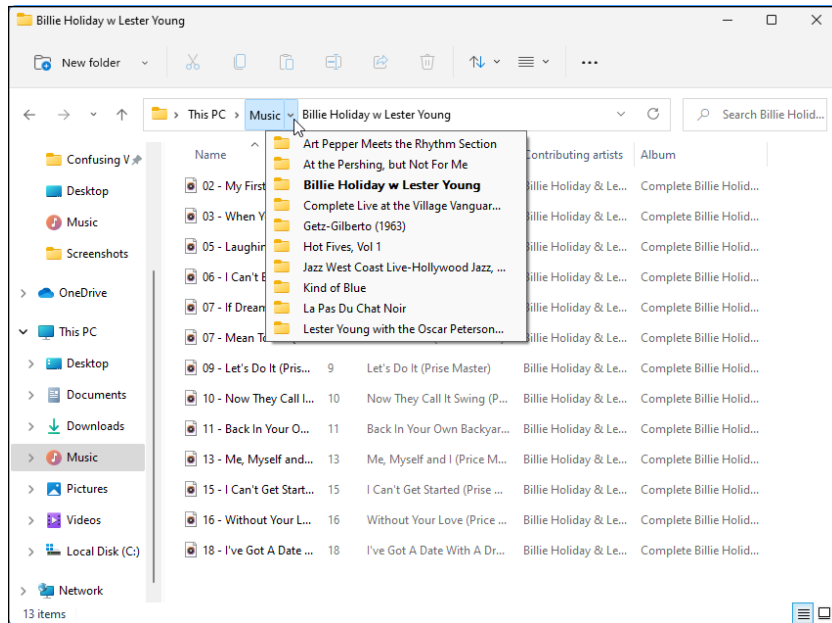 Billie Holiday w Lester Young
New folder
This PC > Music Billie Holiday w Lester Young Search Billie Holid...
Art Pepper Meets the Rhythm Section
At the Pershing, but Not For Me
Billie Holiday w Lester Young
Complete Live at the Village Vanguar...
Getz-Gilberto (1963)
Hot Fives, Vol 1
Jazz West Coast Live-Hollywood Jazz, ...
Kind of Blue
La Pas Du Chat Noir
Lester Young with the Oscar Peterson...
Confusing
Desktop
Music
Screenshots
OneDrive
This PC
Desktop
Documents
Downloads
Music
Pictures
Videos
Local Disk (C:)
Network
Name Contributing artists Album
02 - My First Billie Holiday & Le... Complete Billie Holid...
03 - When Billie Holiday & Le... Complete Billie Holid...
05 - Billie Holiday & Le... Complete Billie Holid...
06 - I Can't Billie Holiday & Le... Complete Billie Holid...
07 - If Dream Billie Holiday & Le... Complete Billie Holid...
07 - Mean Billie Holiday & Le... Complete Billie Holid...
09 - Let's Do It (Pris... 9 Let's Do It (Prise Master) Billie Holiday & Le... Complete Billie Holid...
10 - Now They Call I... 10 Now They Call It Swing (P... Billie Holiday & Le... Complete Billie Holid...
11 - Back In Your O... 11 Back In Your Own Backyar... Billie Holiday & Le... Complete Billie Holid...
13 - Me, Myself and... 13 Me, Myself and I (Price M... Billie Holiday & Le... Complete Billie Holid...
15 - I Can't Get Start... 15 I Can't Get Started (Prise ... Billie Holiday & Le... Complete Billie Holid...
16 - Without Your L... 16 Without Your Love (Price ... Billie Holiday & Le... Complete Billie Holid...
18 - I've Got A Date ... 18 I've Got A Date With A Dr... Billie Holiday & Le... Complete Billie Holid...
13 items